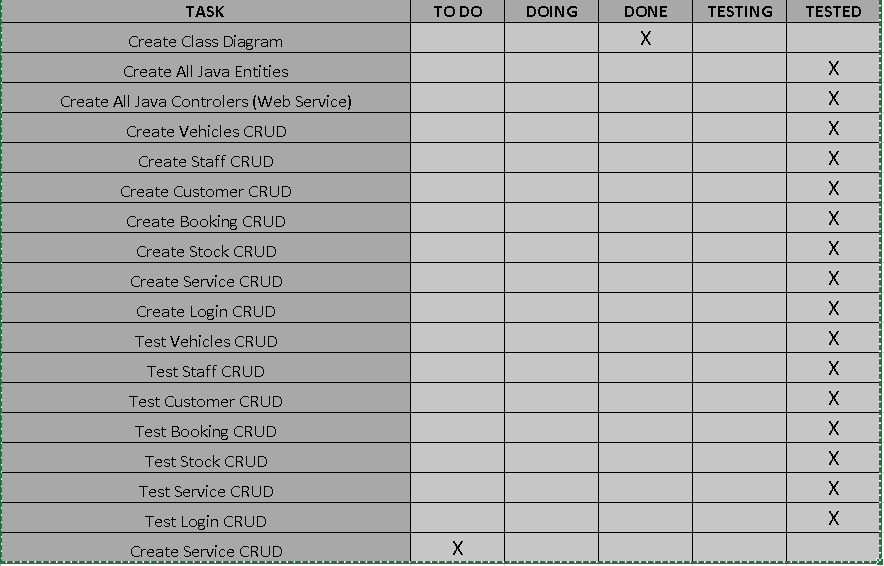 TASK TO DO DOING DONE TESTING TESTED
Create Class Diagram X
Create All Java Entities X
Create All Java Controlers (Web Service) X
Create Vehicles CRUD X
Create Staff CRUD X
Create Customer CRUD X
Create Booking CRUD X
Create Stock CRUD X
Create Service CRUD X
Create Login CRUD X
Test Vehicles CRUD X
Test Staff CRUD X
Test Customer CRUD X
Test Booking CRUD X
Test Stock CRUD X
Test Service CRUD X
Test Login CRUD X
Create Service CRUD X